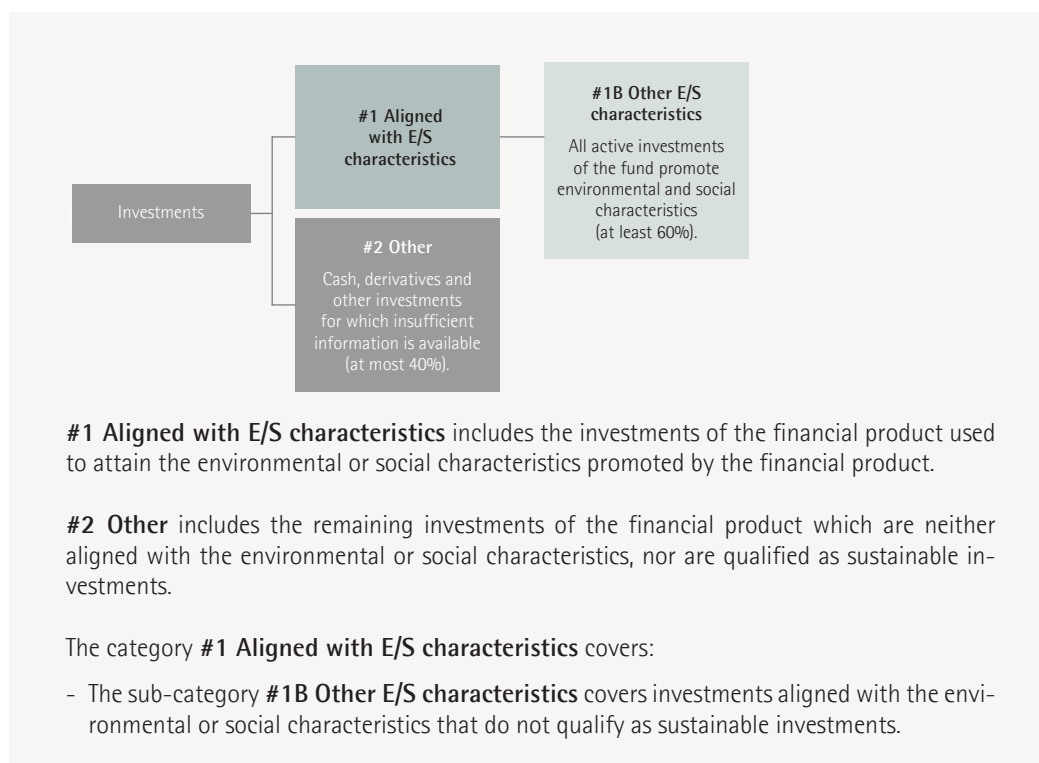 #1 Aligned
with E/S
characteristics
#1B Other E/S
characteristics
All active investments
of the fund promote
environmental and social
characteristics
(at least 60%).
Investments
#2 Other
Cash, derivatives and
other investments
for which insufficient
information is available
(at most 40%).
#1 Aligned with E/S characteristics includes the investments of the financial product used
to attain the environmental or social characteristics promoted by the financial product.
#2 Other includes the remaining investments of the financial product which are neither
aligned with the environmental or social characteristics, nor are qualified as sustainable in-
vestments.
The category #1 Aligned with E/S characteristics covers:
- The sub-category #1B Other E/S characteristics covers investments aligned with the envi-
ronmental or social characteristics that do not qualify as sustainable investments.